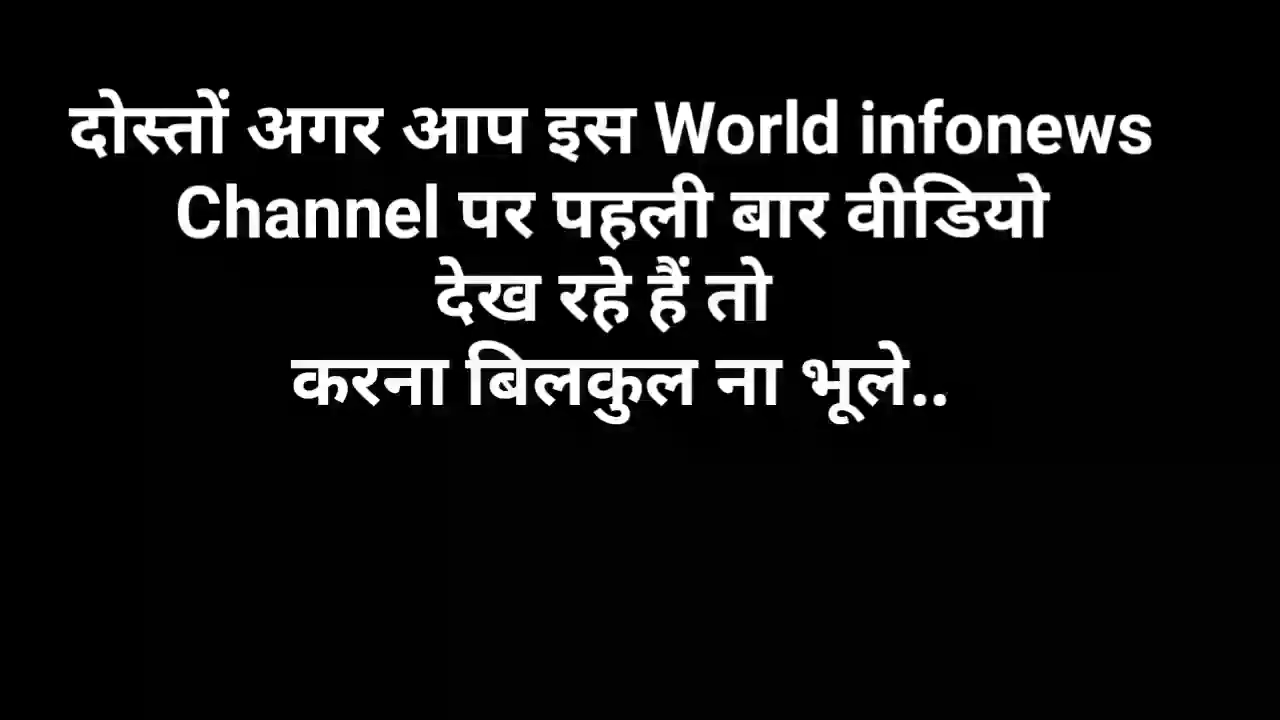 दोस्तों अगर आप इस World infonews
Channel पर पहली बार वीडियो
देख रहे हैं तो
करना बिलकुल ना भूले..